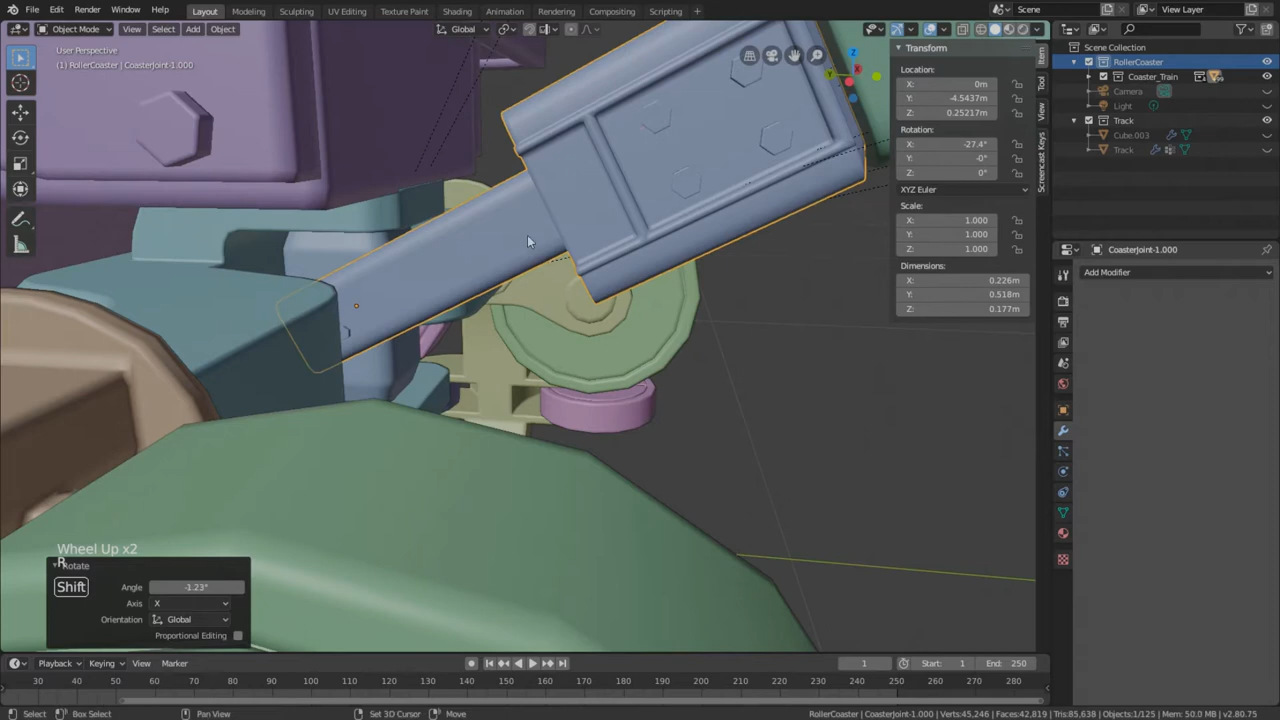 File Edit Render Window Help
Layout Modeling Sculpting UV Editing Texture Paint Shading Animation Rendering Compositing Scripting +
Scene
View Layer
Object Mode View Select Add Object
Global
User Perspective
(1) RollerCoaster | CoasterJoint-1.000
Transform
Location:
X: 0m
Y: -4.5437m
Z: 0.25217m
Rotation:
X: -27.4°
Y: -0°
Z: 0°
XYZ Euler
Scale:
X: 1.000
Y: 1.000
Z: 1.000
Dimensions:
X: 0.226m
Y: 0.518m
Z: 0.177m
Item
Tool
View
Screencast Keys
Scene Collection
RollerCoaster
Coaster_Train
Camera
Light
Track
Cube.003
Track
CoasterJoint-1.000
Add Modifier
Wheel Up x2
R
Shift
Rotate
Angle -1.23°
Axis X
Orientation Global
Proportional Editing
Playback Keying View Marker
1 Start: 1 End: 250
30 40 50 60 70 80 90 100 110 120 130 140 150 160 170 180 190 200 210 220 230 240 250 260 270 280
Select Box Select Pan View Set 3D Cursor Move
RollerCoaster | CoasterJoint-1.000 | Verts:45,246 | Faces:42,819 | Tris:85,638 | Objects:1/125 | Mem: 50.0 MB | v2.80.75